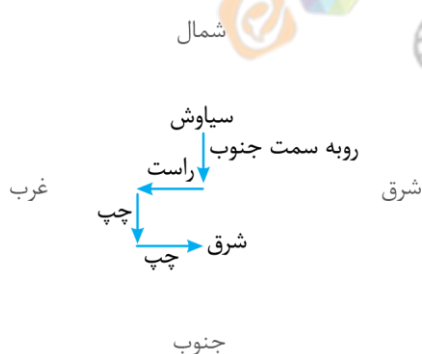 شمال
سیاوش
روبه سمت جنوب
راست
شرق
غرب
چپ
شرق
چپ
جنوب